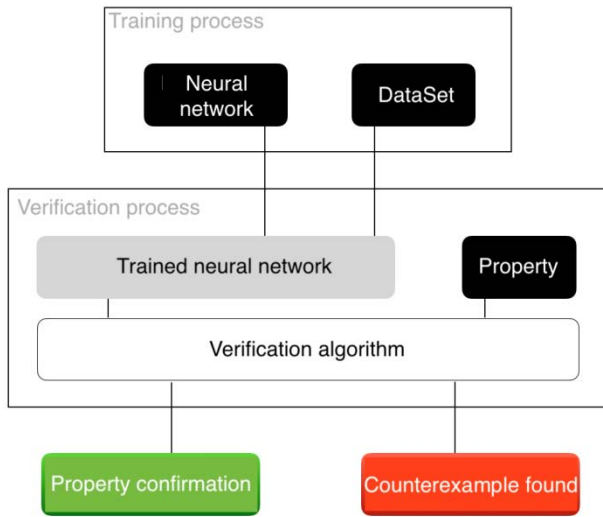 Training process
Neural
network
DataSet
Verification process
Trained neural network
Property
Verification algorithm
Property confirmation
Counterexample found